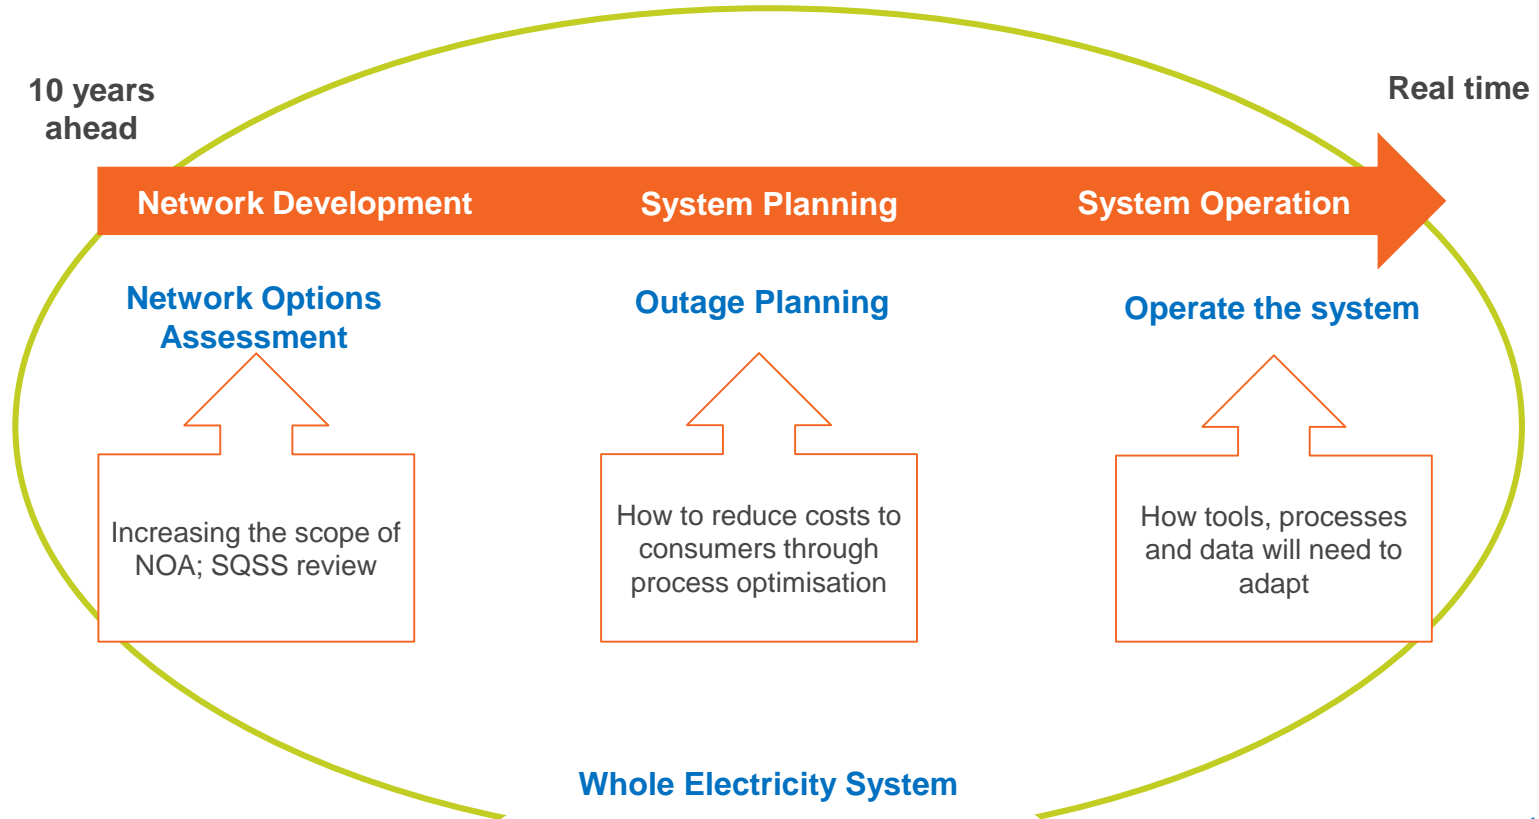 10 years
ahead
Real time
Network Development
System Planning
System Operation
Network Options
Assessment
Outage Planning
Operate the system
Increasing the scope of
NOA; SQSS review
How to reduce costs to
consumers through
process optimisation
How tools, processes
and data will need to
adapt
Whole Electricity System